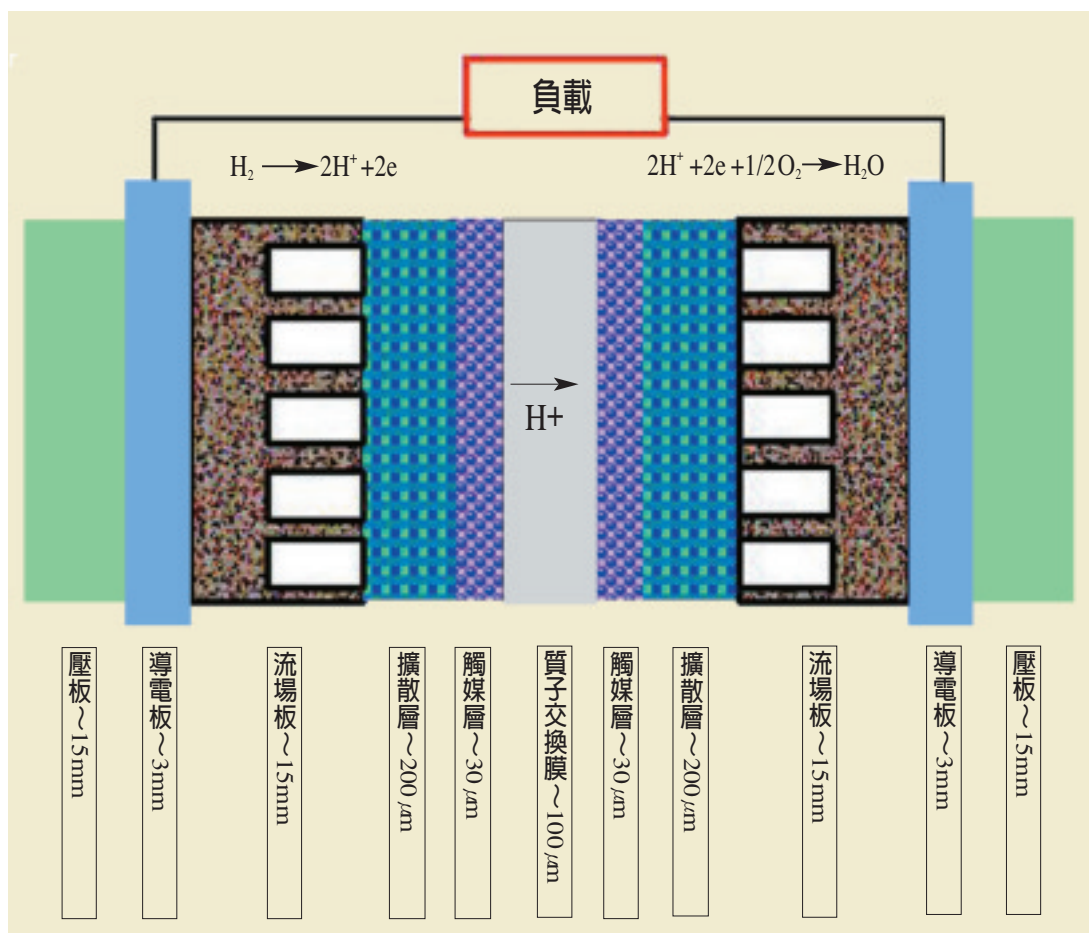 負載
H₂ → 2H⁺ +2e
2H⁺ +2e +1/2O₂ → H₂O
H+
壓板～15mm
導電板～3mm
流場板～15mm
擴散層～200μm
觸媒層～30μm
質子交換膜～100μm
觸媒層～30μm
擴散層～200μm
流場板～15mm
導電板～3mm
壓板～15mm